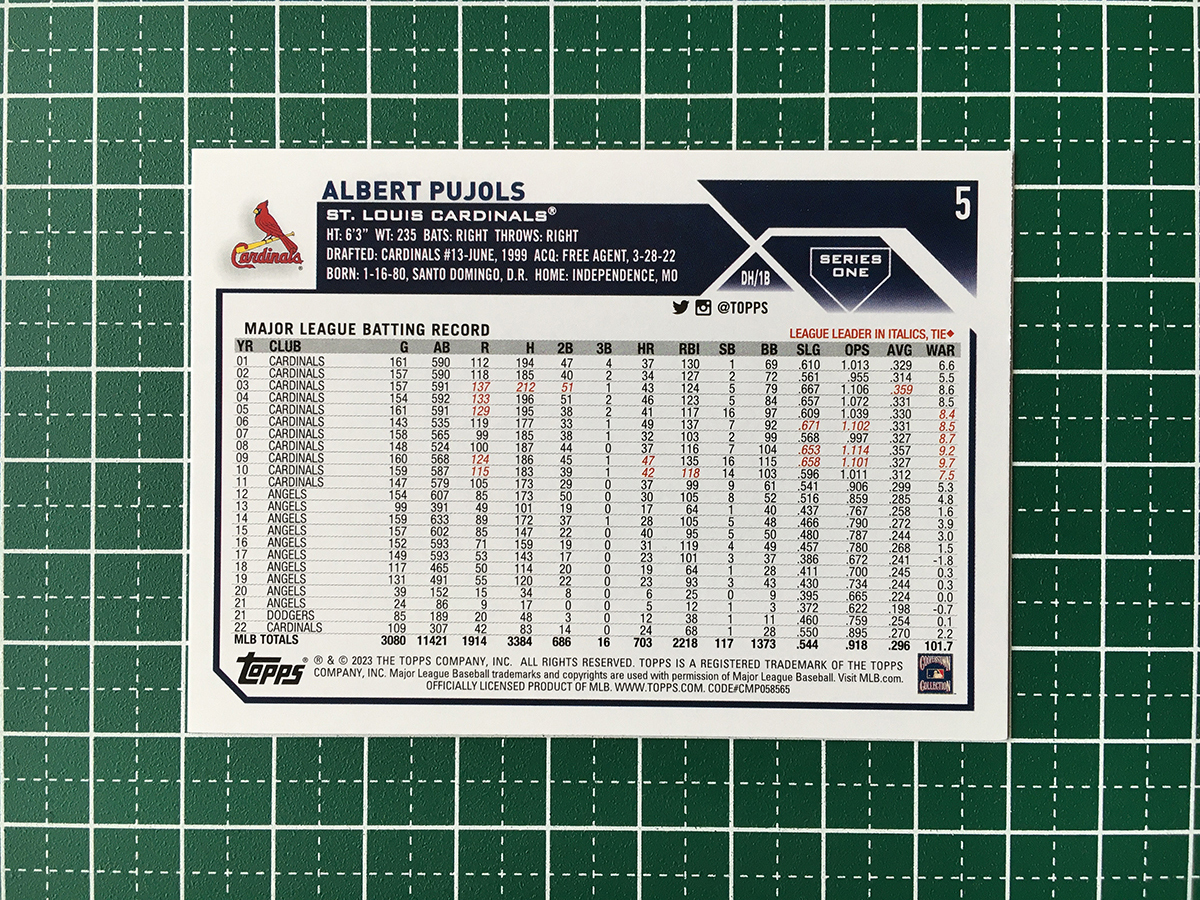 ALBERT PUJOLS
5
Cardinals
ST. LOUIS CARDINALS®
HT: 6'3" WT: 235 BATS: RIGHT THROWS: RIGHT
DRAFTED: CARDINALS #13-JUNE, 1999 ACQ: FREE AGENT, 3-28-22
BORN: 1-16-80, SANTO DOMINGO, D.R. HOME: INDEPENDENCE, MO
DH/1B
SERIES
ONE
@TOPPS
MAJOR LEAGUE BATTING RECORD
LEAGUE LEADER IN ITALICS, TIE♦
YR CLUB G AB R H 2B 3B HR RBI SB BB SLG OPS AVG WAR
01 CARDINALS 161 590 112 194 47 4 37 130 1 69 .610 1.013 .329 6.6
02 CARDINALS 157 590 118 185 40 2 34 127 2 72 .561 .955 .314 5.5
03 CARDINALS 157 591 137 212 51 1 43 124 5 79 .667 1.106 .359 8.6
04 CARDINALS 154 592 133 196 51 2 46 123 5 84 .657 1.072 .331 8.5
05 CARDINALS 161 591 129 195 38 2 41 117 16 97 .609 1.039 .330 8.4
06 CARDINALS 143 535 119 177 33 1 49 137 7 92 .671 1.102 .331 8.5
07 CARDINALS 158 565 99 185 38 1 32 103 2 99 .568 .997 .327 8.7
08 CARDINALS 148 524 100 187 44 0 37 116 7 104 .653 1.114 .357 9.2
09 CARDINALS 160 568 124 186 45 1 47 135 16 115 .658 1.101 .327 9.7
10 CARDINALS 159 587 115 183 39 1 42 118 14 103 .596 1.011 .312 7.5
11 CARDINALS 147 579 105 173 29 0 37 99 9 61 .541 .906 .299 5.3
12 ANGELS 154 607 85 173 50 0 30 105 8 52 .516 .859 .285 4.8
13 ANGELS 99 391 49 101 19 0 17 64 1 40 .437 .767 .258 1.6
14 ANGELS 159 633 89 172 37 1 28 105 5 48 .466 .790 .272 3.9
15 ANGELS 157 602 85 147 22 0 40 95 5 50 .480 .787 .244 3.0
16 ANGELS 152 593 71 159 19 0 31 119 4 49 .457 .780 .268 1.5
17 ANGELS 149 593 53 143 17 0 23 101 3 37 .386 .672 .241 -1.8
18 ANGELS 117 465 50 114 20 0 19 64 1 28 .411 .700 .245 0.3
19 ANGELS 131 491 55 120 22 0 23 93 3 43 .430 .734 .244 0.3
20 ANGELS 39 152 15 34 8 0 6 25 0 9 .395 .665 .224 0.0
21 ANGELS 24 86 9 17 0 0 5 12 1 3 .372 .622 .198 -0.7
21 DODGERS 85 189 20 48 3 0 12 38 1 11 .460 .759 .254 0.1
22 CARDINALS 109 307 42 83 14 0 24 68 1 28 .550 .895 .270 2.2
MLB TOTALS 3080 11421 1914 3384 686 16 703 2218 117 1373 .544 .918 .296 101.7
TOPPS
® & © 2023 THE TOPPS COMPANY, INC. ALL RIGHTS RESERVED. TOPPS IS A REGISTERED TRADEMARK OF THE TOPPS
COMPANY, INC. Major League Baseball trademarks and copyrights are used with permission of Major League Baseball. Visit MLB.com.
OFFICIALLY LICENSED PRODUCT OF MLB. WWW.TOPPS.COM. CODE#CMP058565
COOPERSTOWN
COLLECTION